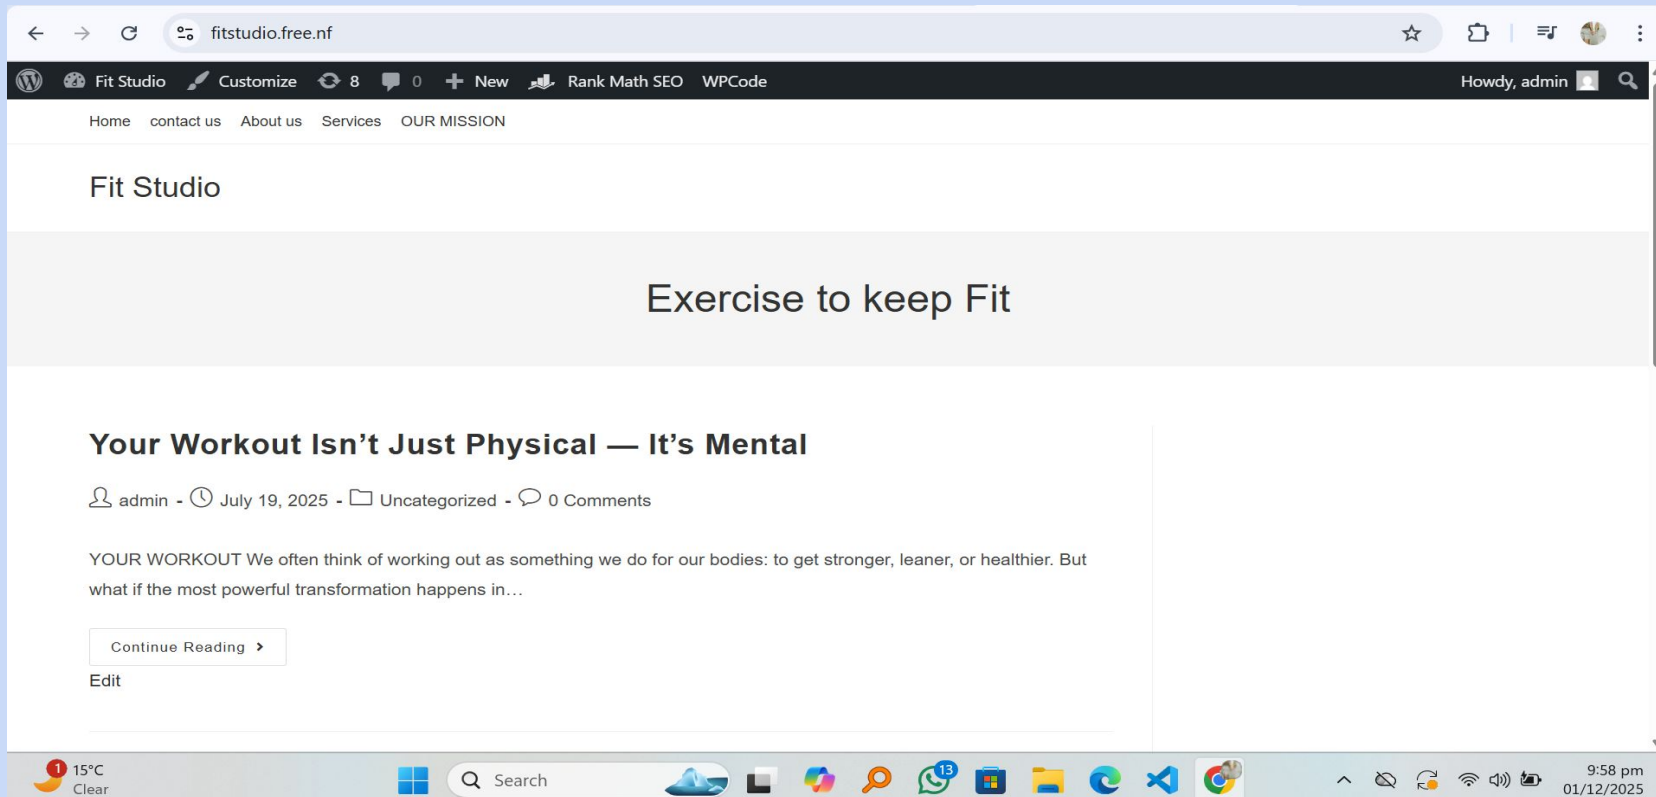 fitstudio.free.nf
Fit Studio Customize 8 0 New Rank Math SEO WPCode Howdy, admin
Home contact us About us Services OUR MISSION
Fit Studio
Exercise to keep Fit
Your Workout Isn’t Just Physical — It’s Mental
admin - July 19, 2025 - Uncategorized - 0 Comments
YOUR WORKOUT We often think of working out as something we do for our bodies: to get stronger, leaner, or healthier. But
what if the most powerful transformation happens in…
Continue Reading
Edit
1 15°C
Clear
Search
13
9:58 pm
01/12/2025